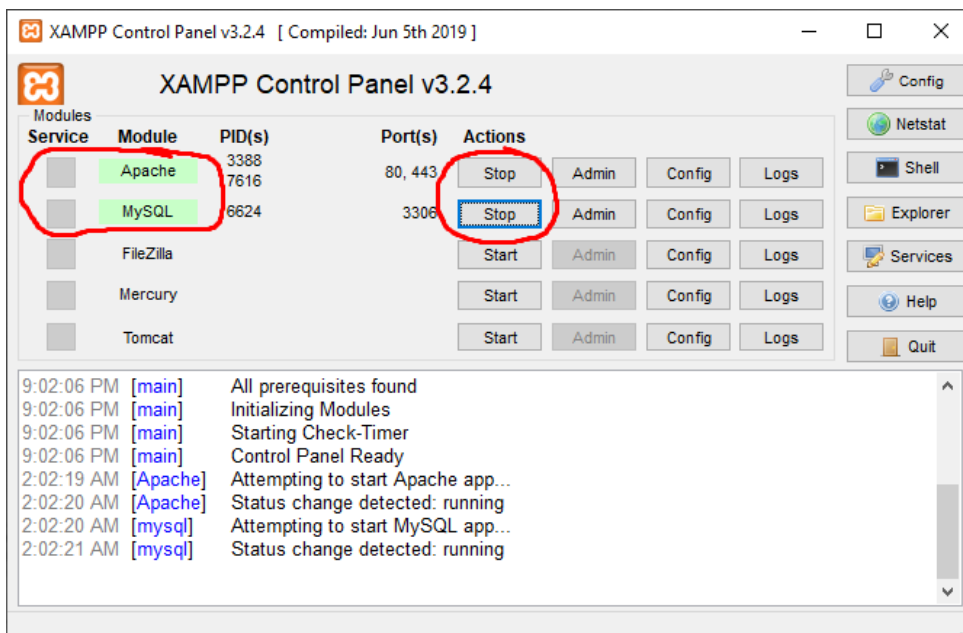 XAMPP Control Panel v3.2.4 [ Compiled: Jun 5th 2019 ]
XAMPP Control Panel v3.2.4
Config
Modules
Service Module PID(s) Port(s) Actions
Netstat
Apache 3388 7616 80, 443 Stop Admin Config Logs
Shell
MySQL 6624 3306 Stop Admin Config Logs
Explorer
FileZilla Start Admin Config Logs
Services
Mercury Start Admin Config Logs
Help
Tomcat Start Admin Config Logs
Quit
9:02:06 PM [main] All prerequisites found
9:02:06 PM [main] Initializing Modules
9:02:06 PM [main] Starting Check-Timer
9:02:06 PM [main] Control Panel Ready
2:02:19 AM [Apache] Attempting to start Apache app...
2:02:20 AM [Apache] Status change detected: running
2:02:20 AM [mysql] Attempting to start MySQL app...
2:02:21 AM [mysql] Status change detected: running